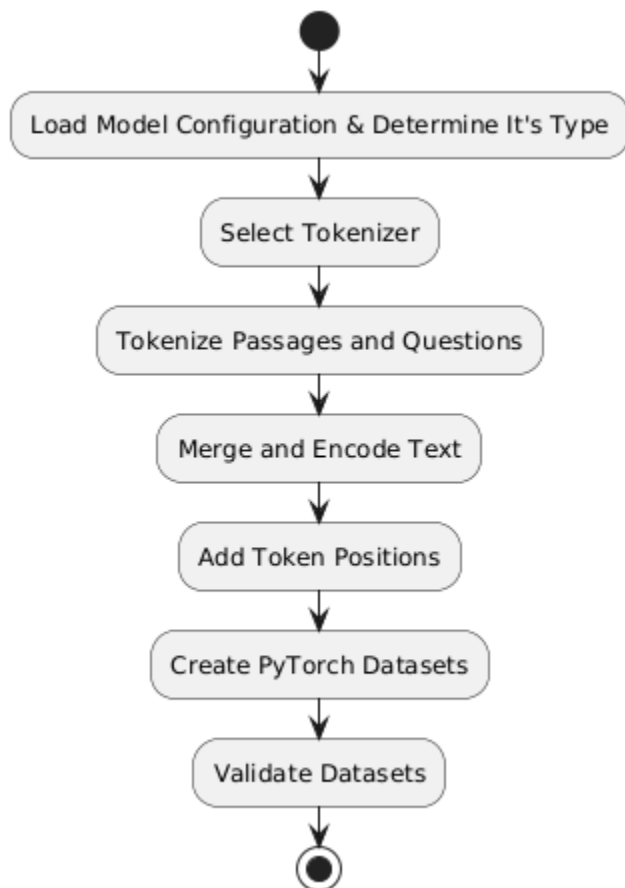 Load Model Configuration & Determine It's Type
Select Tokenizer
Tokenize Passages and Questions
Merge and Encode Text
Add Token Positions
Create PyTorch Datasets
Validate Datasets